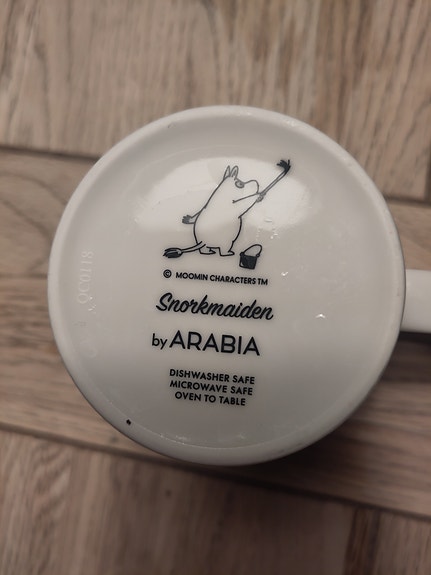 © MOOMIN CHARACTERS TM
Snorkmaiden
by ARABIA
DISHWASHER SAFE
MICROWAVE SAFE
OVEN TO TABLE